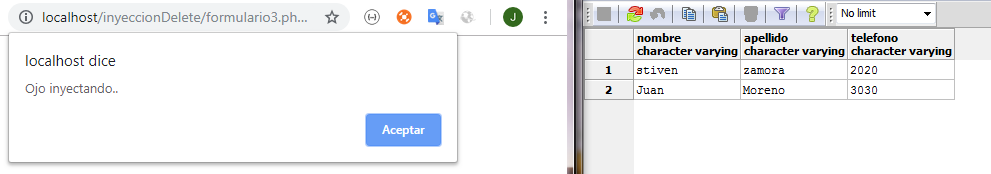 localhost/inyeccionDelete/formulario3.ph...
J
localhost dice
Ojo inyectando..
Aceptar
No limit
nombre apellido telefono
character varying character varying character varying
1 stiven zamora 2020
2 Juan Moreno 3030